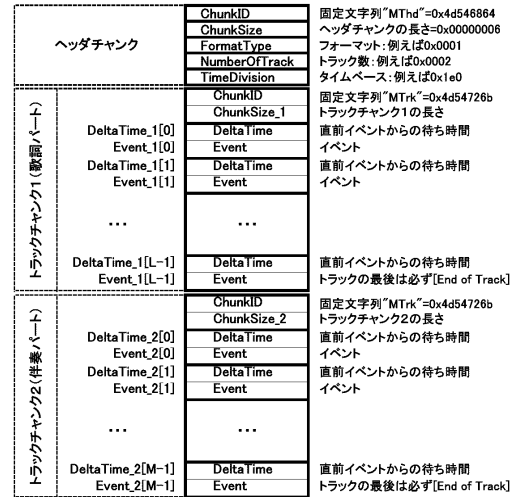 ヘッダチャンク
ChunkID 固定文字列"MThd"=0x4d546864
ChunkSize ヘッダチャンクの長さ=0x00000006
FormatType フォーマット:例えば0x0001
NumberOfTrack トラック数:例えば0x0002
TimeDivision タイムベース:例えば0x1e0
トラックチャンク1(歌詞パート)
ChunkID 固定文字列"MTrk"=0x4d54726b
ChunkSize_1 トラックチャンク1の長さ
DeltaTime_1[0] DeltaTime 直前イベントからの待ち時間
Event_1[0] Event イベント
DeltaTime_1[1] DeltaTime 直前イベントからの待ち時間
Event_1[1] Event イベント
... ...
DeltaTime_1[L-1] DeltaTime 直前イベントからの待ち時間
Event_1[L-1] Event トラックの最後は必ず[End of Track]
トラックチャンク2(伴奏パート)
ChunkID 固定文字列"MTrk"=0x4d54726b
ChunkSize_2 トラックチャンク2の長さ
DeltaTime_2[0] DeltaTime 直前イベントからの待ち時間
Event_2[0] Event イベント
DeltaTime_2[1] DeltaTime 直前イベントからの待ち時間
Event_2[1] Event イベント
... ...
DeltaTime_2[M-1] DeltaTime 直前イベントからの待ち時間
Event_2[M-1] Event トラックの最後は必ず[End of Track]